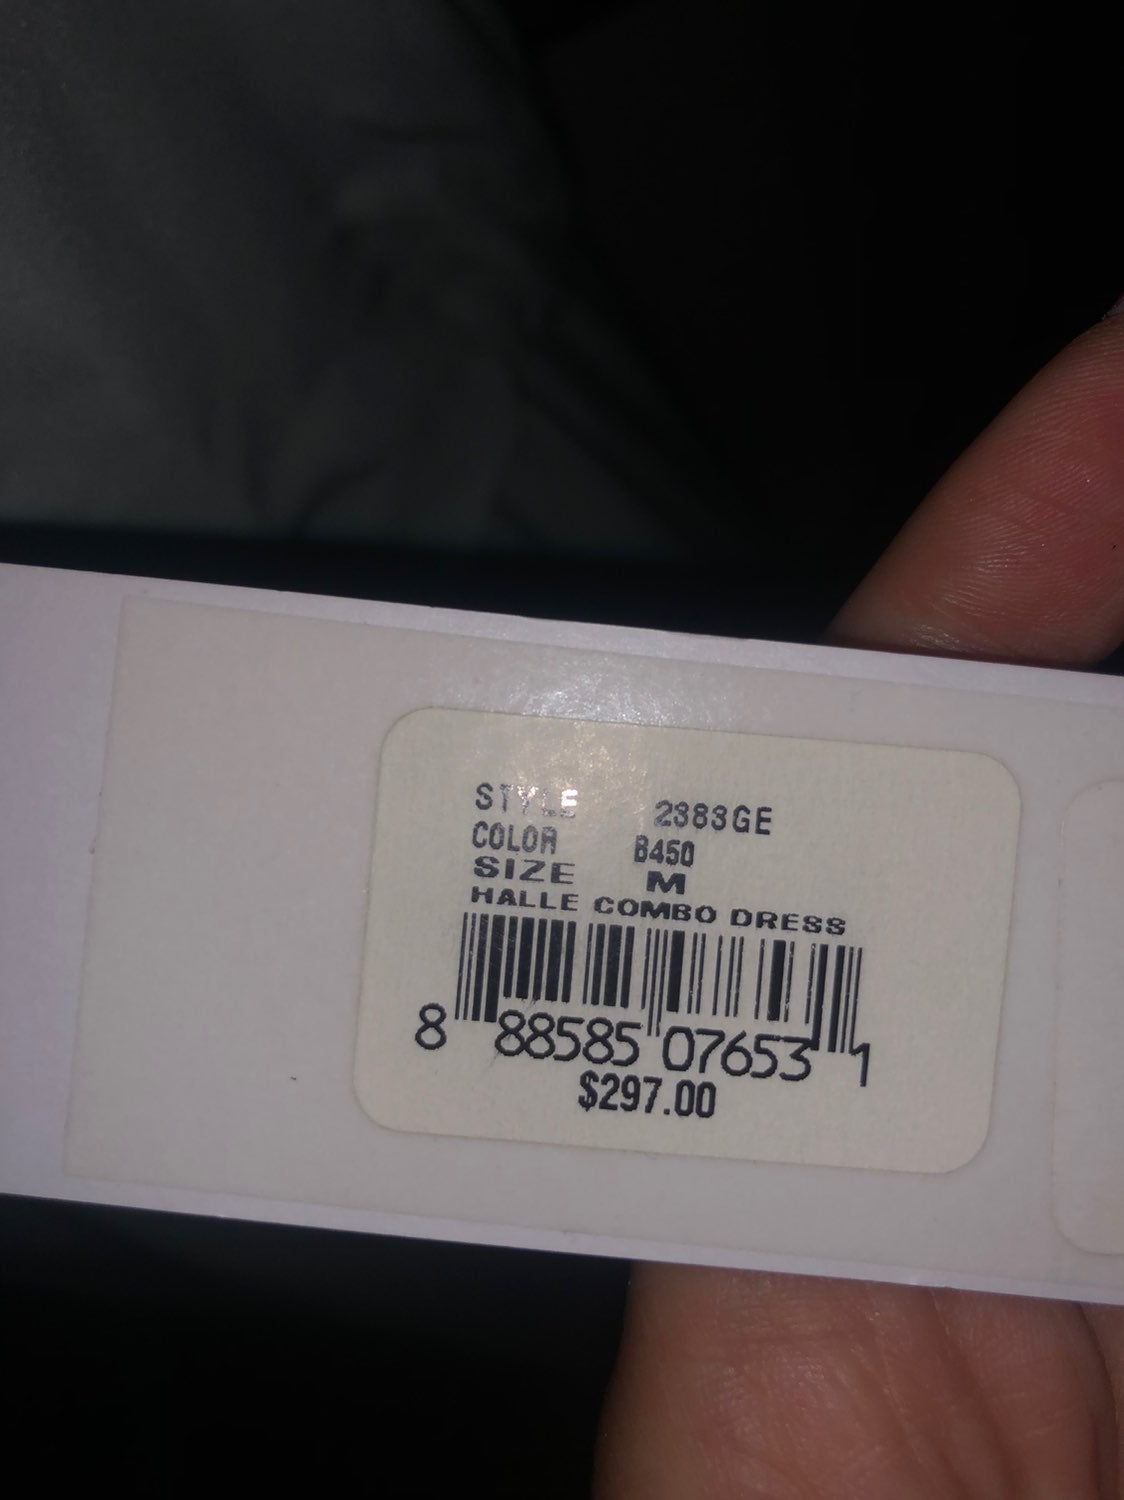 STYLE 2383GE
COLOR B450
SIZE M
HALLE COMBO DRESS
8 88585 07653 1
$297.00